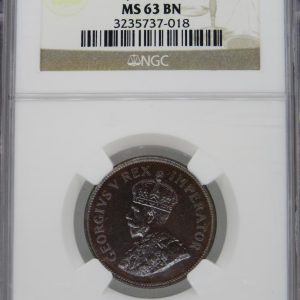 MS 63 BN
3235737-018
NGC
GEORGIVS V REX IMPERATOR